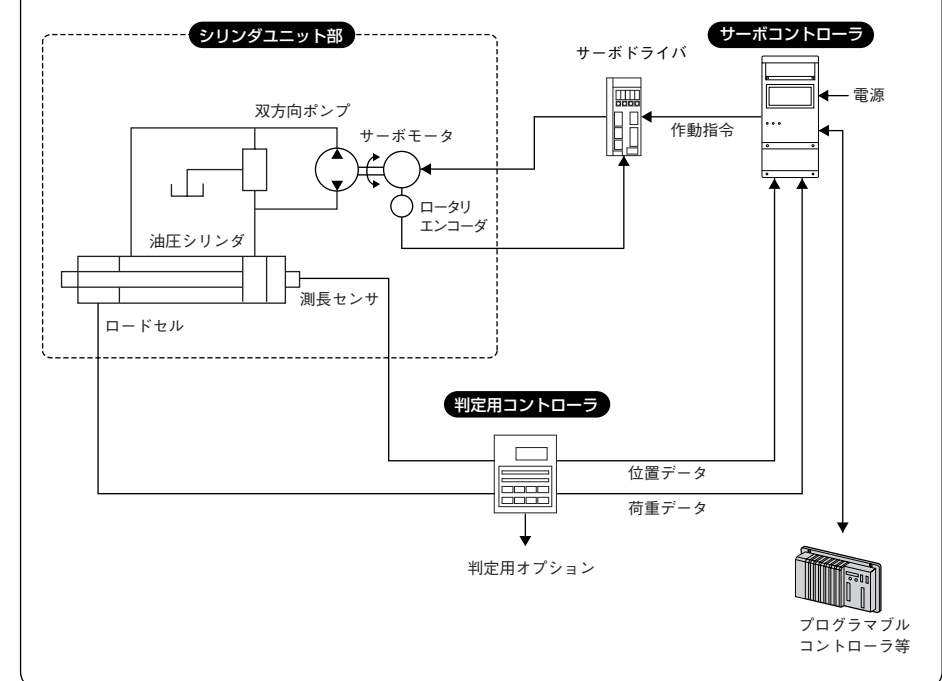 シリンダユニット部
サーボコントローラ
サーボドライバ
電源
双方向ポンプ
作動指令
サーボモータ
ロータリ
エンコーダ
油圧シリンダ
測長センサ
ロードセル
判定用コントローラ
位置データ
荷重データ
判定用オプション
プログラマブル
コントローラ等